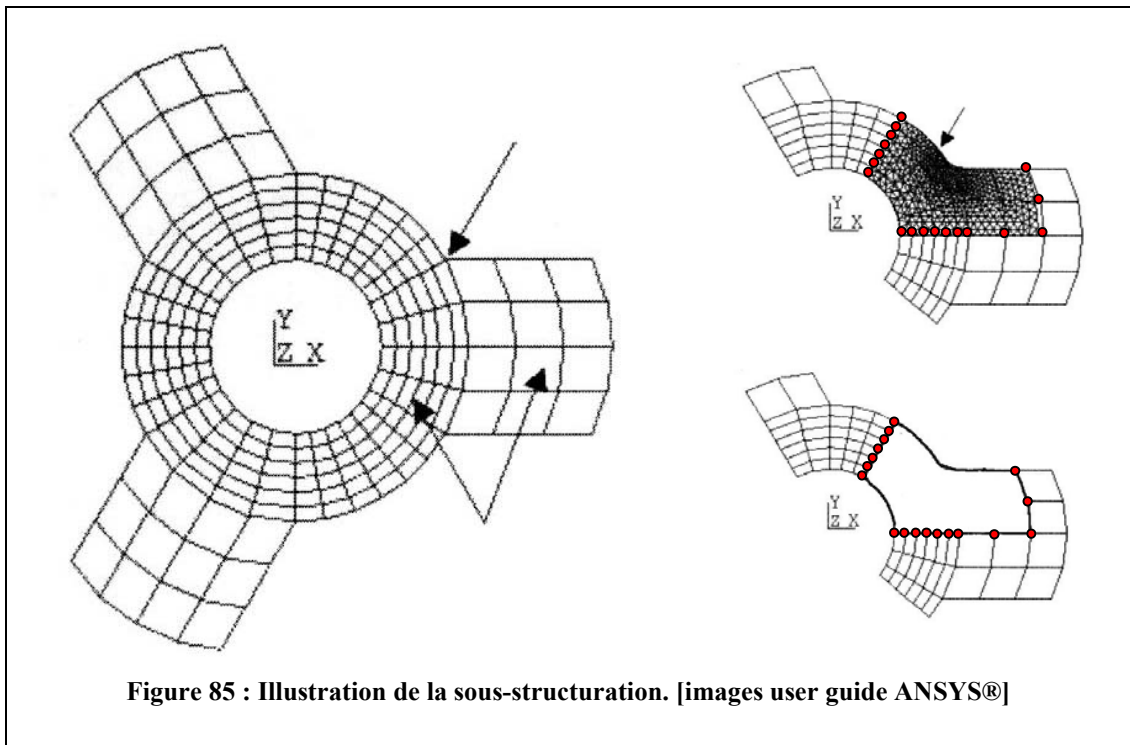 Y
Z X
Y
Z X
Y
Z X
Figure 85 : Illustration de la sous-structuration. [images user guide ANSYS®]